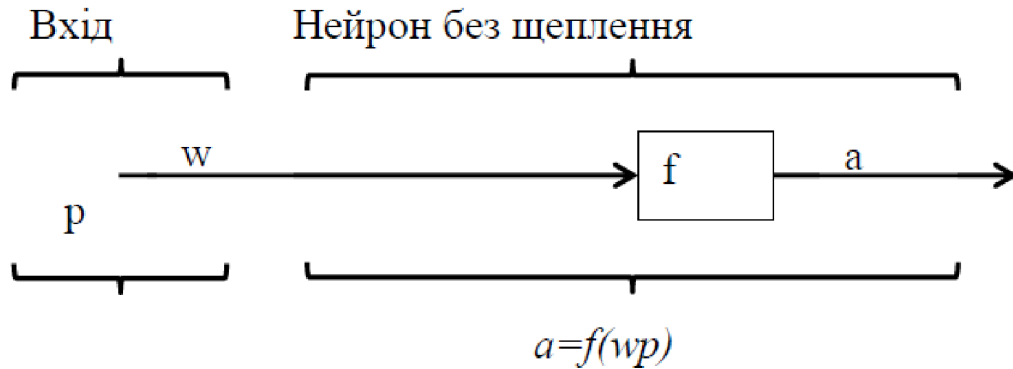 Вхід
Нейрон без щеплення
w
f
a
p
a=f(wp)